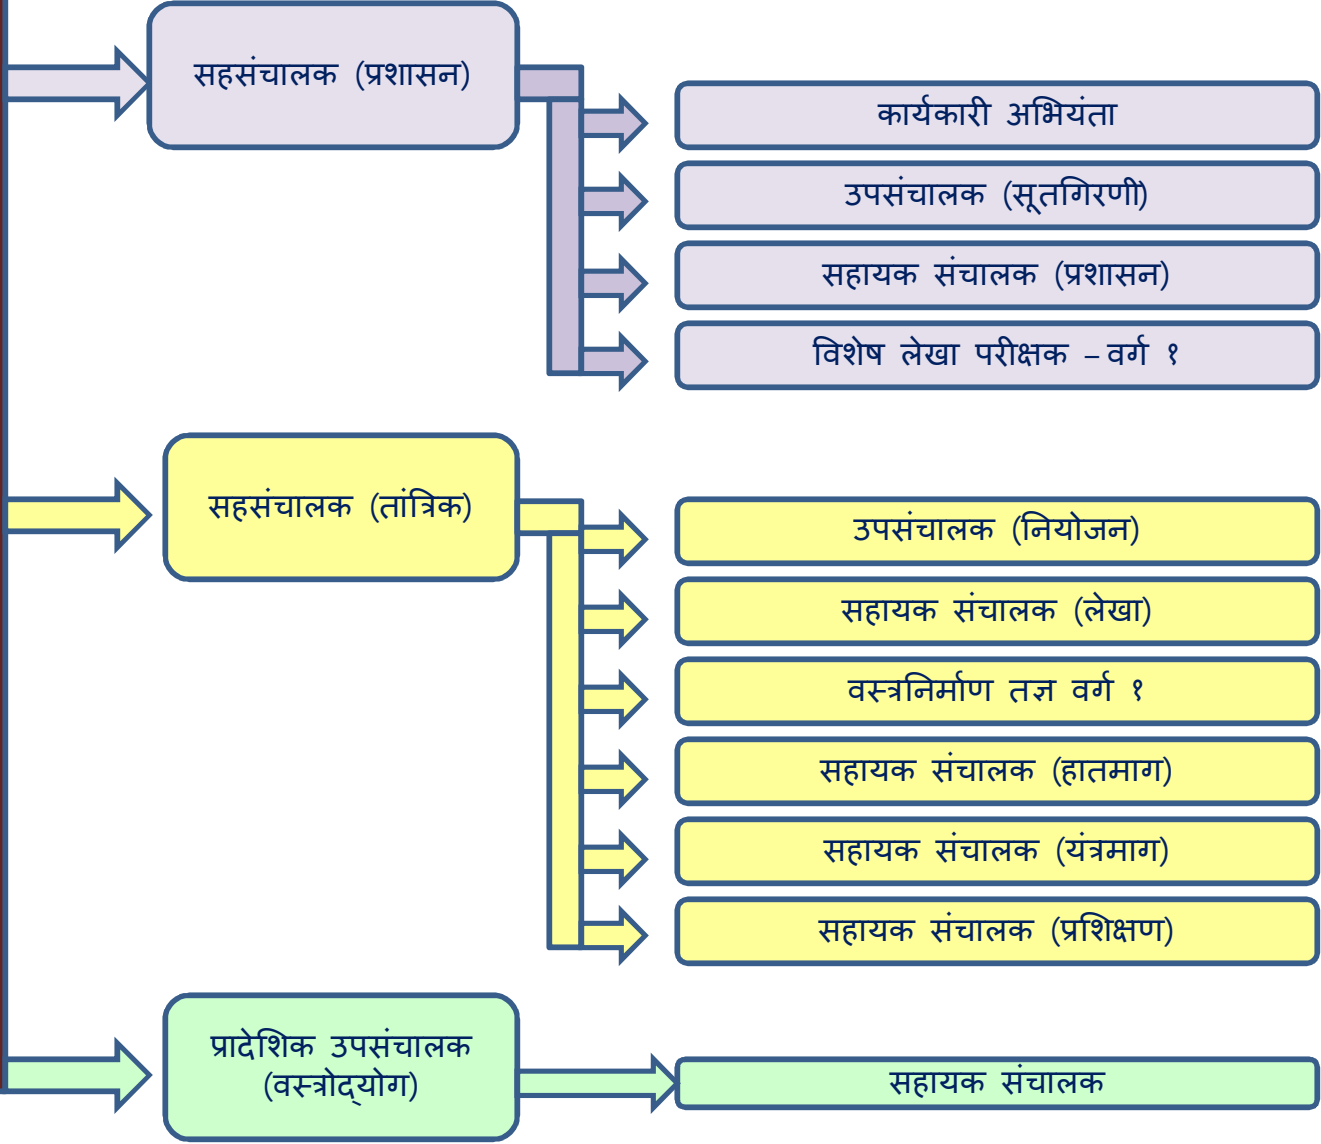 सहसंचालक (प्रशासन)
कार्यकारी अभियंता
उपसंचालक (सूतगिरणी)
सहायक संचालक (प्रशासन)
विशेष लेखा परीक्षक – वर्ग १
सहसंचालक (तांत्रिक)
उपसंचालक (नियोजन)
सहायक संचालक (लेखा)
वस्त्रनिर्माण तज्ञ वर्ग १
सहायक संचालक (हातमाग)
सहायक संचालक (यंत्रमाग)
सहायक संचालक (प्रशिक्षण)
प्रादेशिक उपसंचालक
(वस्त्रोद्योग)
सहायक संचालक